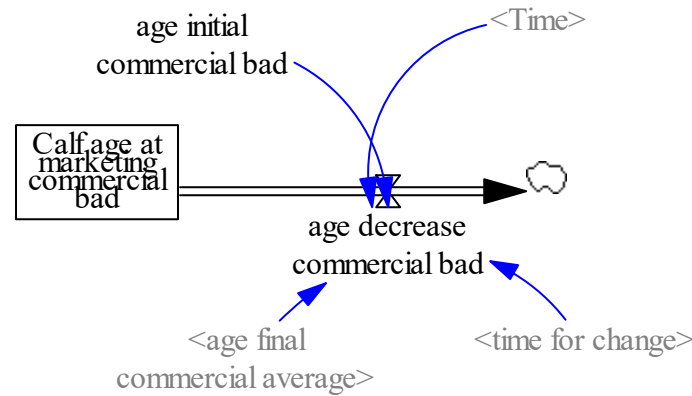 age initial
commercial bad
<Time>
Calf age at
marketing
commercial
bad
age decrease
commercial bad
<age final
commercial average>
<time for change>